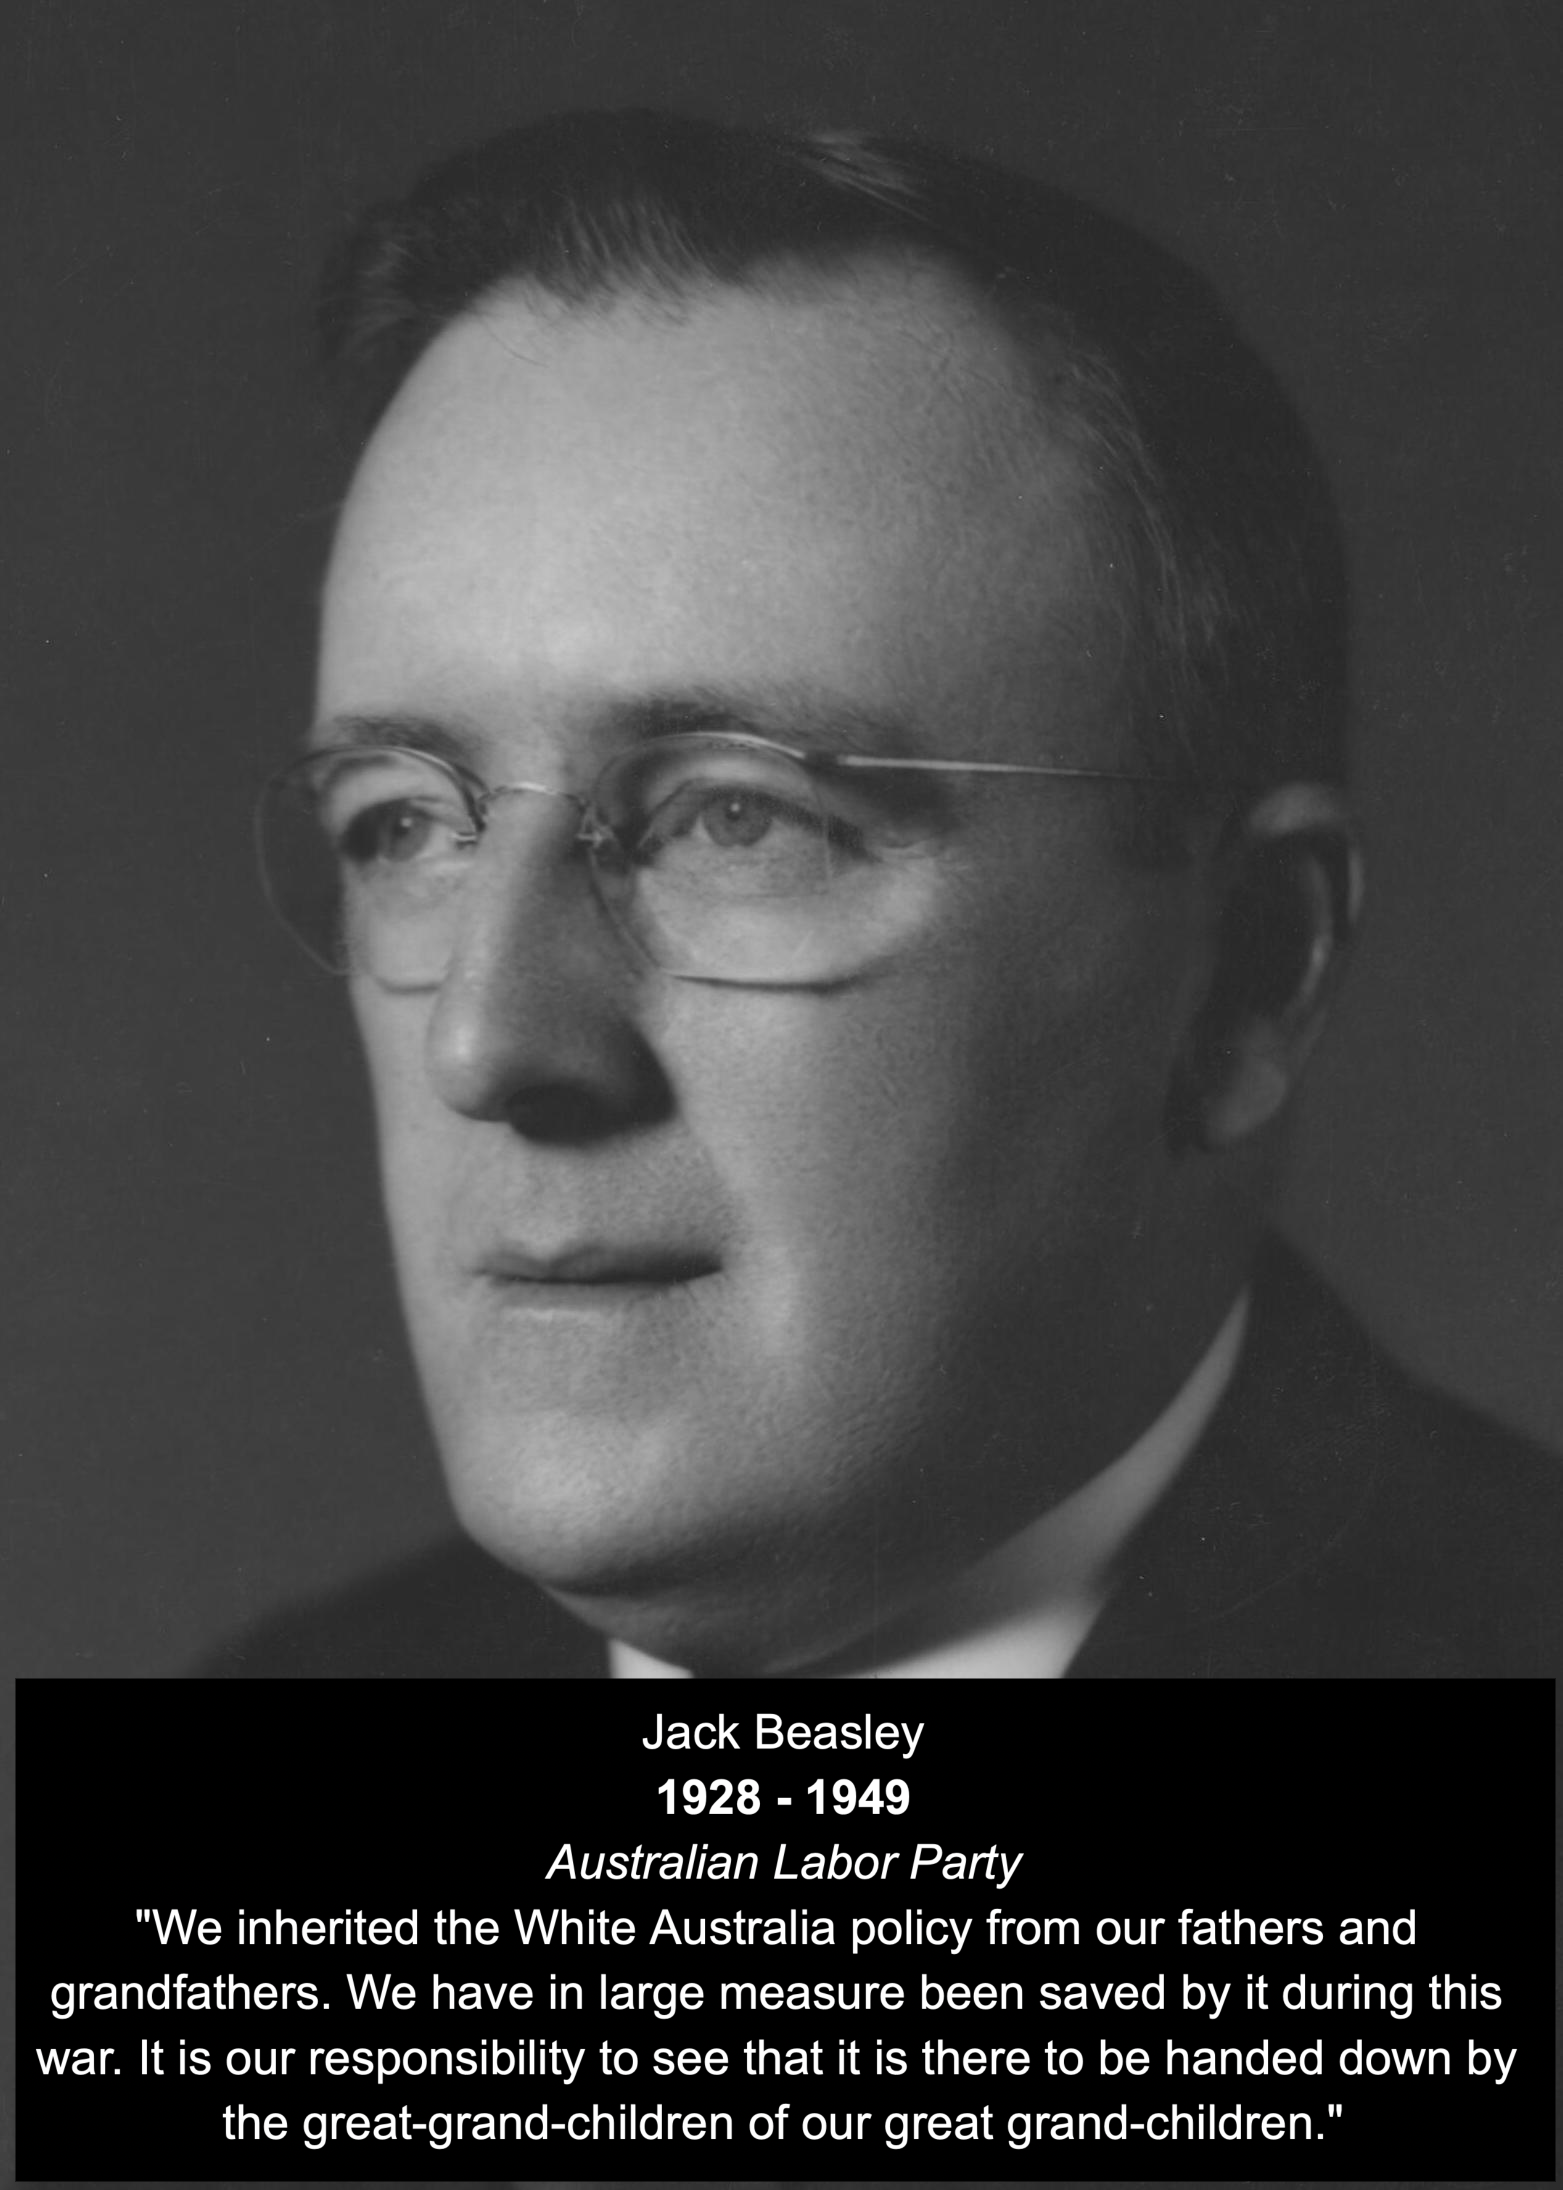 Jack Beasley
1928 - 1949
Australian Labor Party
"We inherited the White Australia policy from our fathers and
grandfathers. We have in large measure been saved by it during this
war. It is our responsibility to see that it is there to be handed down by
the great-grand-children of our great grand-children."